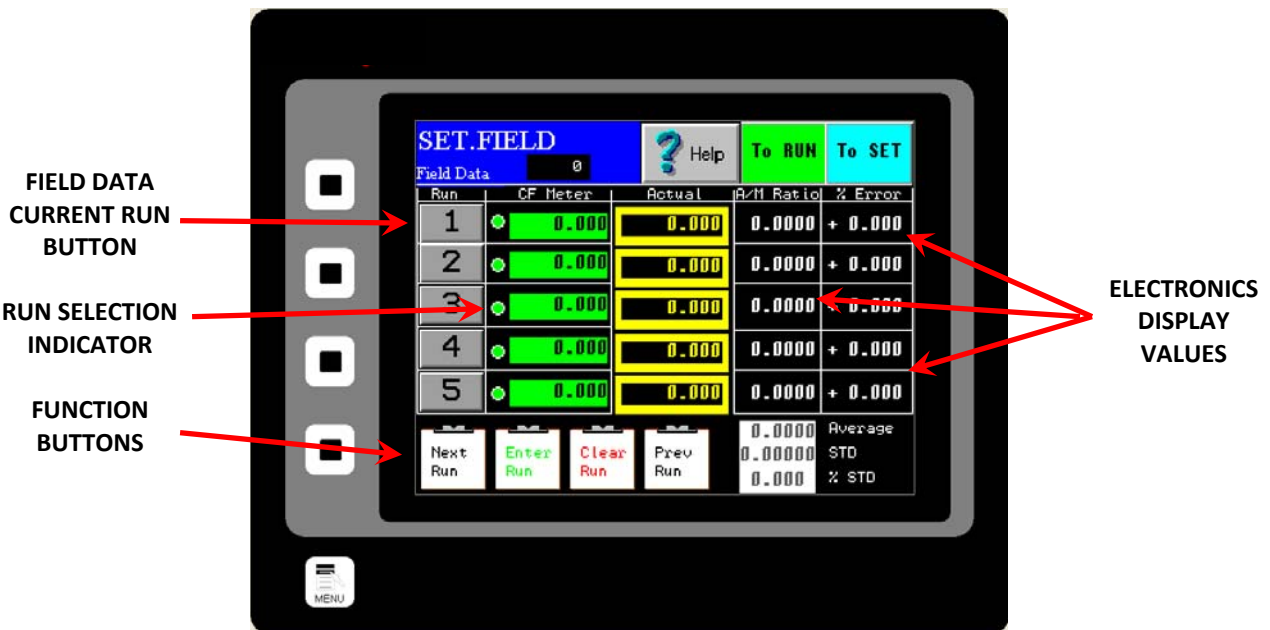 SET.FIELD
Field Data 0
Help
To RUN
To SET
Run CF Meter Actual A/M Ratio % Error
1 0.000 0.000 0.0000 + 0.000
2 0.000 0.000 0.0000 + 0.000
3 0.000 0.000 0.0000 + 0.000
4 0.000 0.000 0.0000 + 0.000
5 0.000 0.000 0.0000 + 0.000
Next
Run
Enter
Run
Clear
Run
Prev
Run
0.0000 Average
0.00000 STD
0.000 % STD
MENU
FIELD DATA
CURRENT RUN
BUTTON
RUN SELECTION
INDICATOR
FUNCTION
BUTTONS
ELECTRONICS
DISPLAY
VALUES